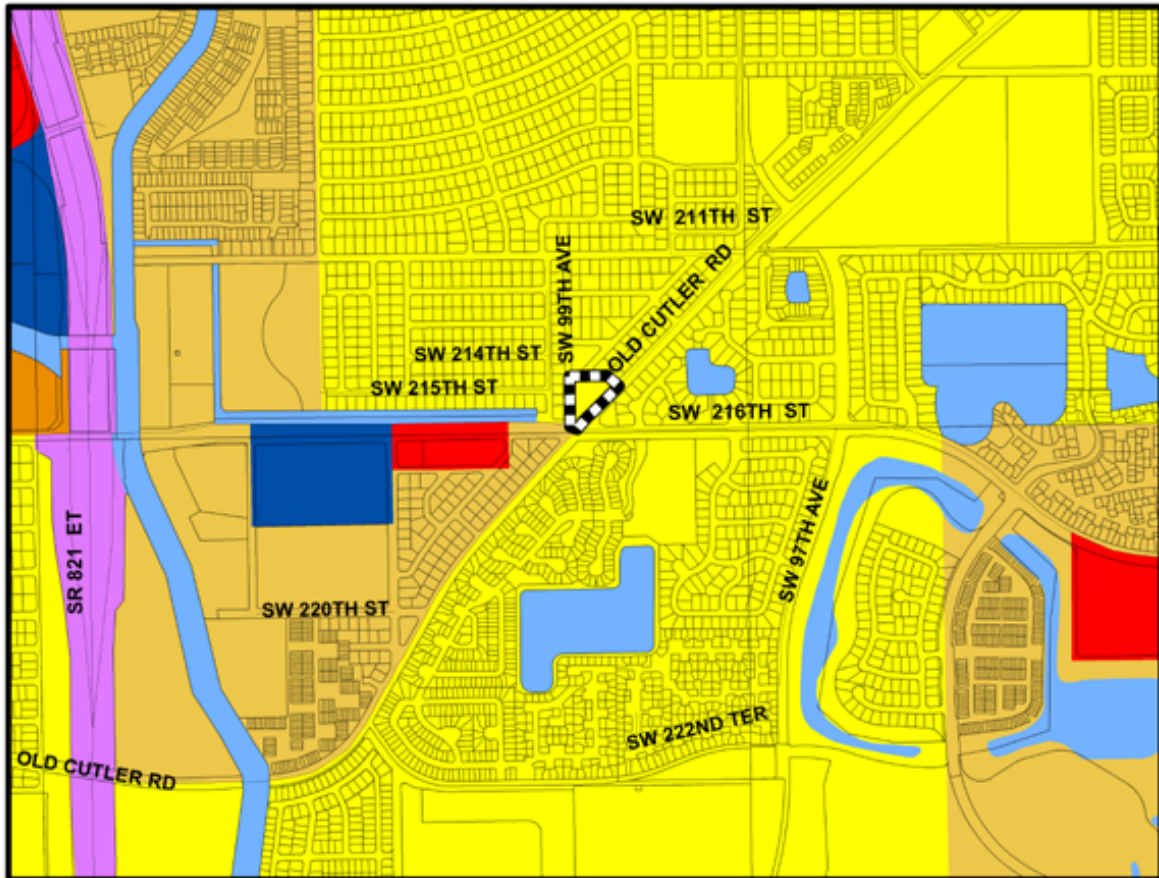 SW 211TH ST
SW 99TH AVE
OLD CUTLER RD
SW 214TH ST
SW 215TH ST
SW 216TH ST
SW 97TH AVE
SR 821 ET
SW 220TH ST
SW 222ND TER
OLD CUTLER RD